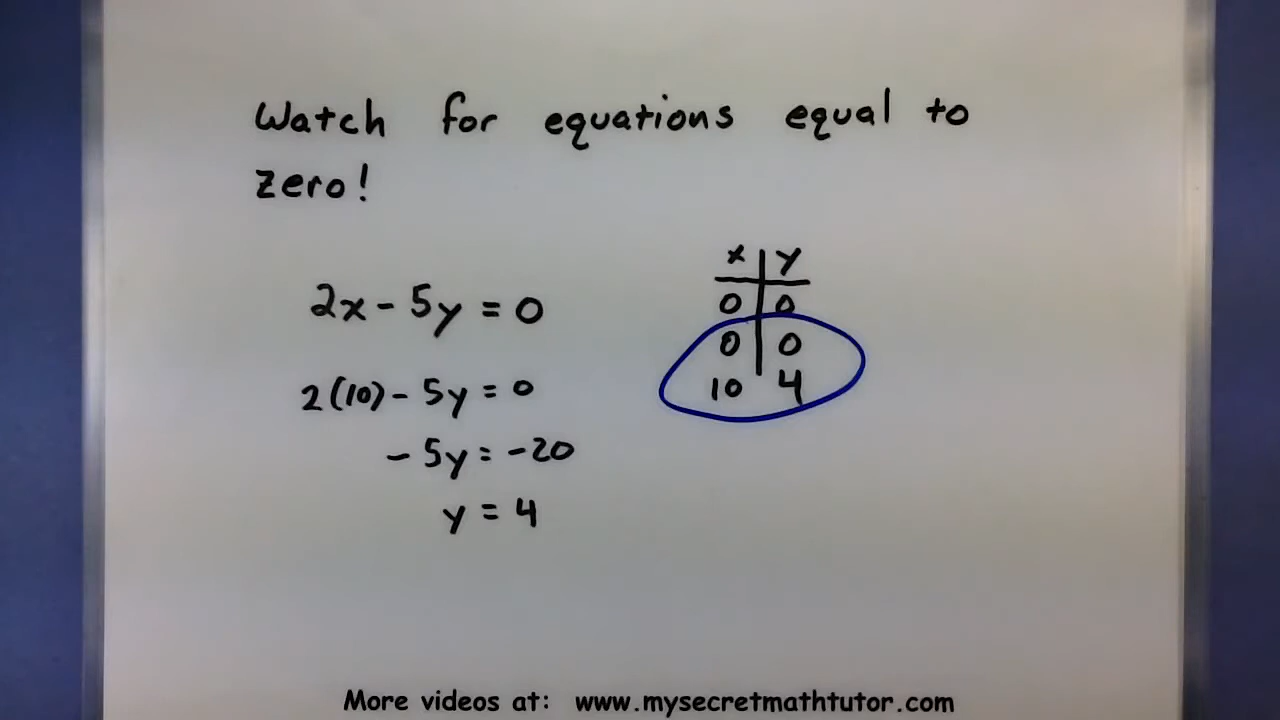 Watch for equations equal to
zero!
2x - 5y = 0
2(10) - 5y = 0
- 5y = -20
y = 4
x y
0 0
0 0
10 4
More videos at: www.mysecretmathtutor.com